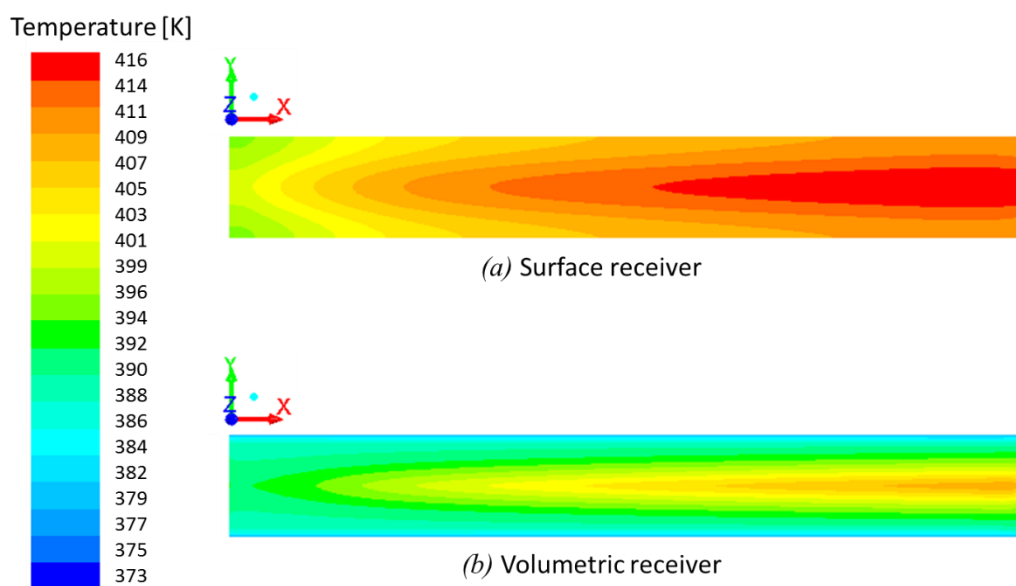 Temperature [K]
416
414
411
409
407
405
403
401
399
396
394
392
390
388
386
384
382
379
377
375
373
Y
Z
X
(a) Surface receiver
Y
Z
X
(b) Volumetric receiver